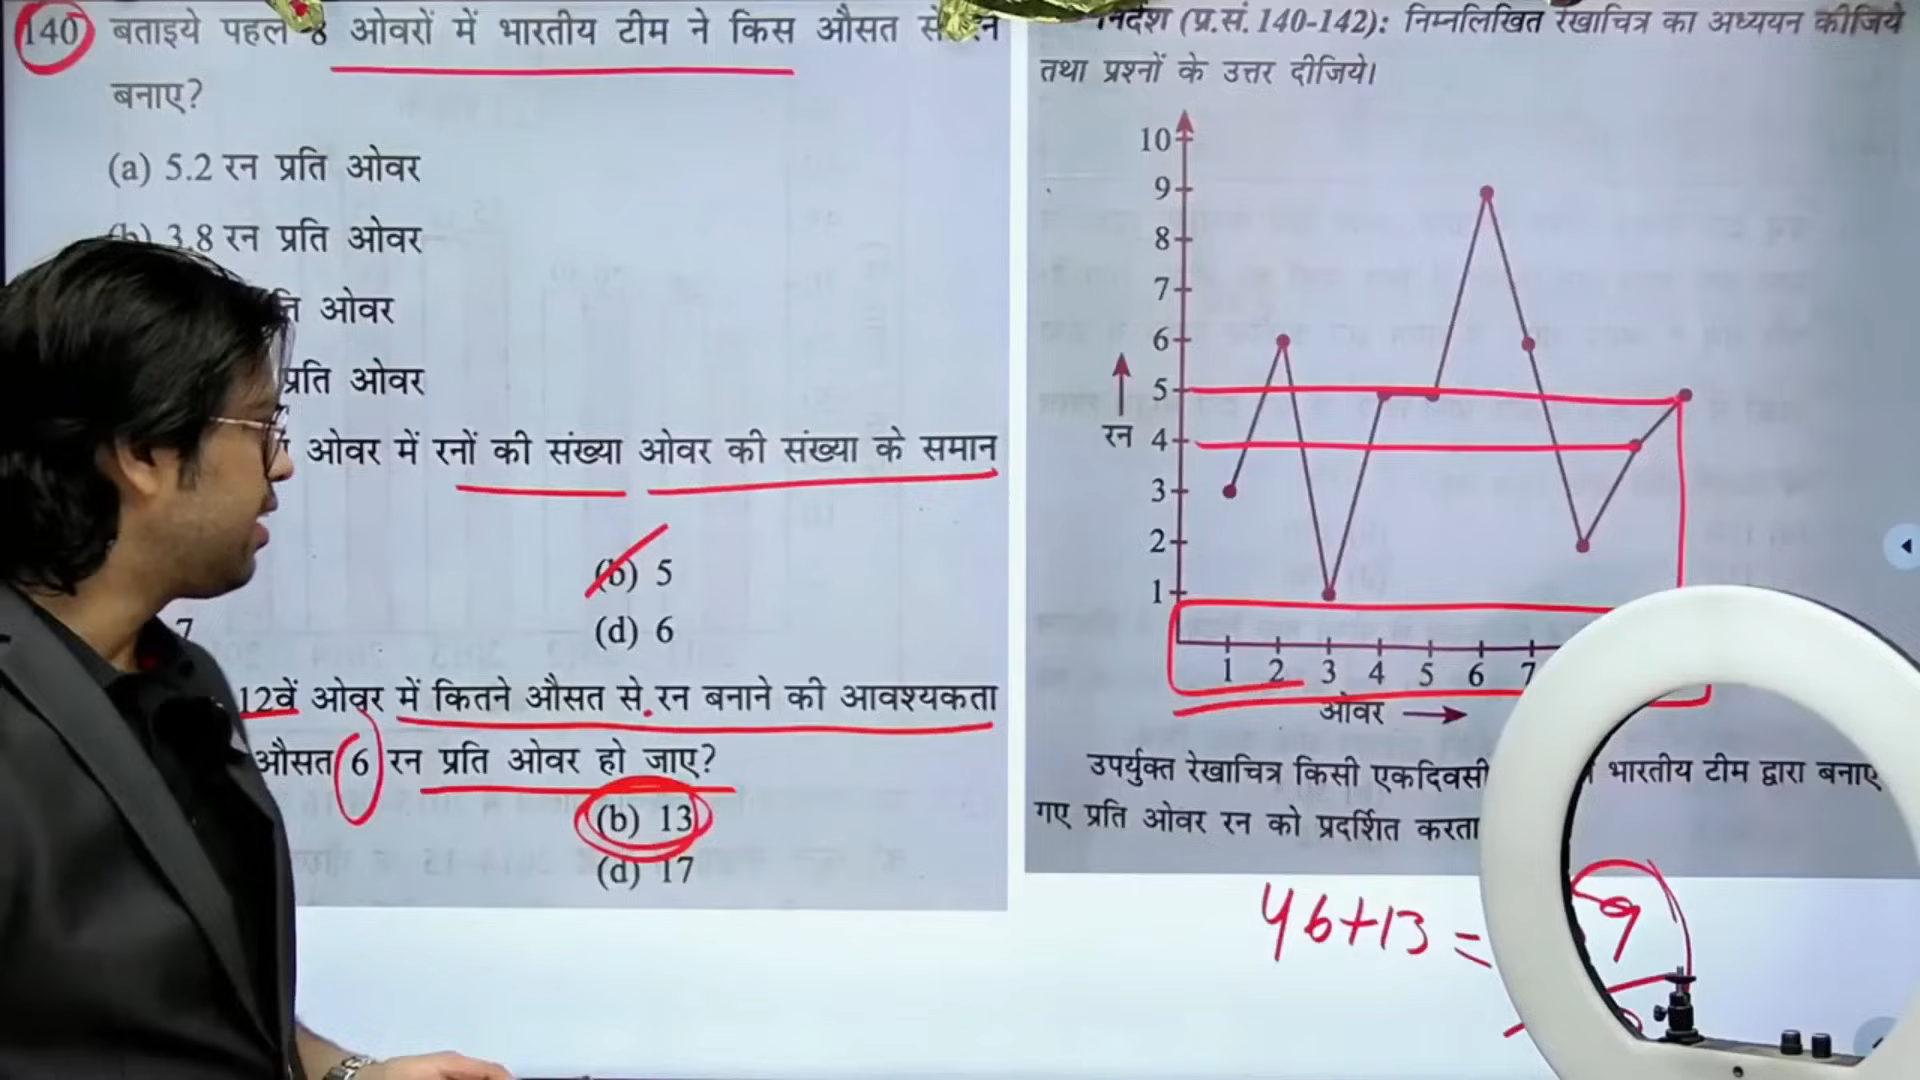 140 बताइये पहले 8 ओवरों में भारतीय टीम ने किस औसत से
बनाए?
(a) 5.2 रन प्रति ओवर
(b) 3.8 रन प्रति ओवर
ओवर
प्रति ओवर
ओवर में रनों की संख्या ओवर की संख्या के समान
(b) 5
7
(d) 6
12वें ओवर में कितने औसत से रन बनाने की आवश्यकता
औसत 6 रन प्रति ओवर हो जाए?
(b) 13
(d) 17
निर्देश (प्र.सं. 140-142): निम्नलिखित रेखाचित्र का अध्ययन कीजिये
तथा प्रश्नों के उत्तर दीजिये।
10
9
8
7
6
5
रन 4
3
2
1
1 2 3 4 5 6 7
ओवर
उपर्युक्त रेखाचित्र किसी भारतीय टीम द्वारा बनाए
गए प्रति ओवर रन को प्रदर्शित करता
46+13 = 9